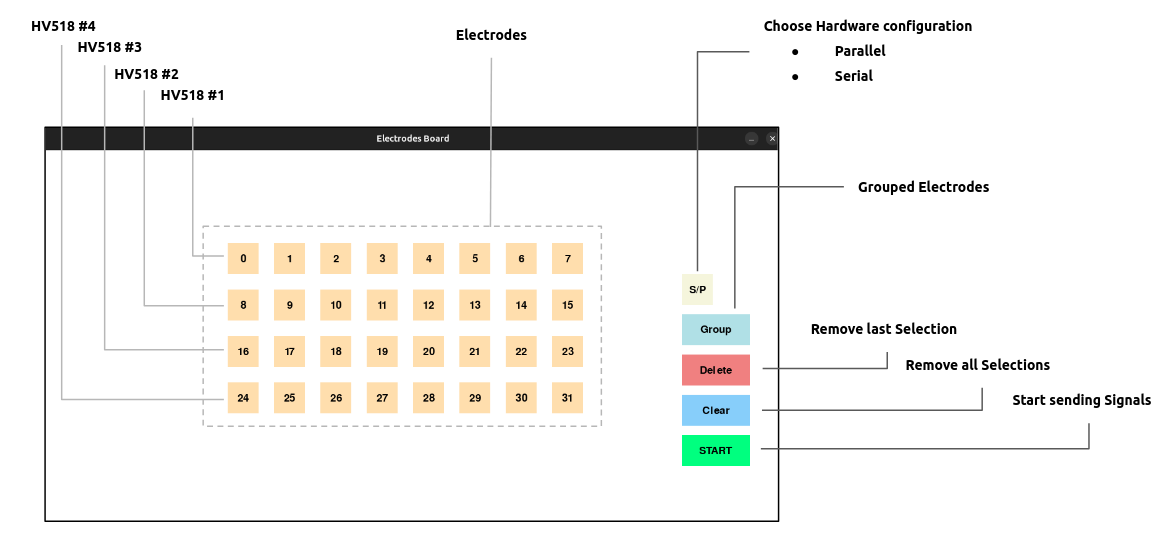 HV518 #4
HV518 #3
HV518 #2
HV518 #1
Electrodes
Choose Hardware configuration
● Parallel
● Serial
Electrodes Board
Grouped Electrodes
0 1 2 3 4 5 6 7
8 9 10 11 12 13 14 15
16 17 18 19 20 21 22 23
24 25 26 27 28 29 30 31
S/P
Group
Delete
Clear
START
Remove last Selection
Remove all Selections
Start sending Signals